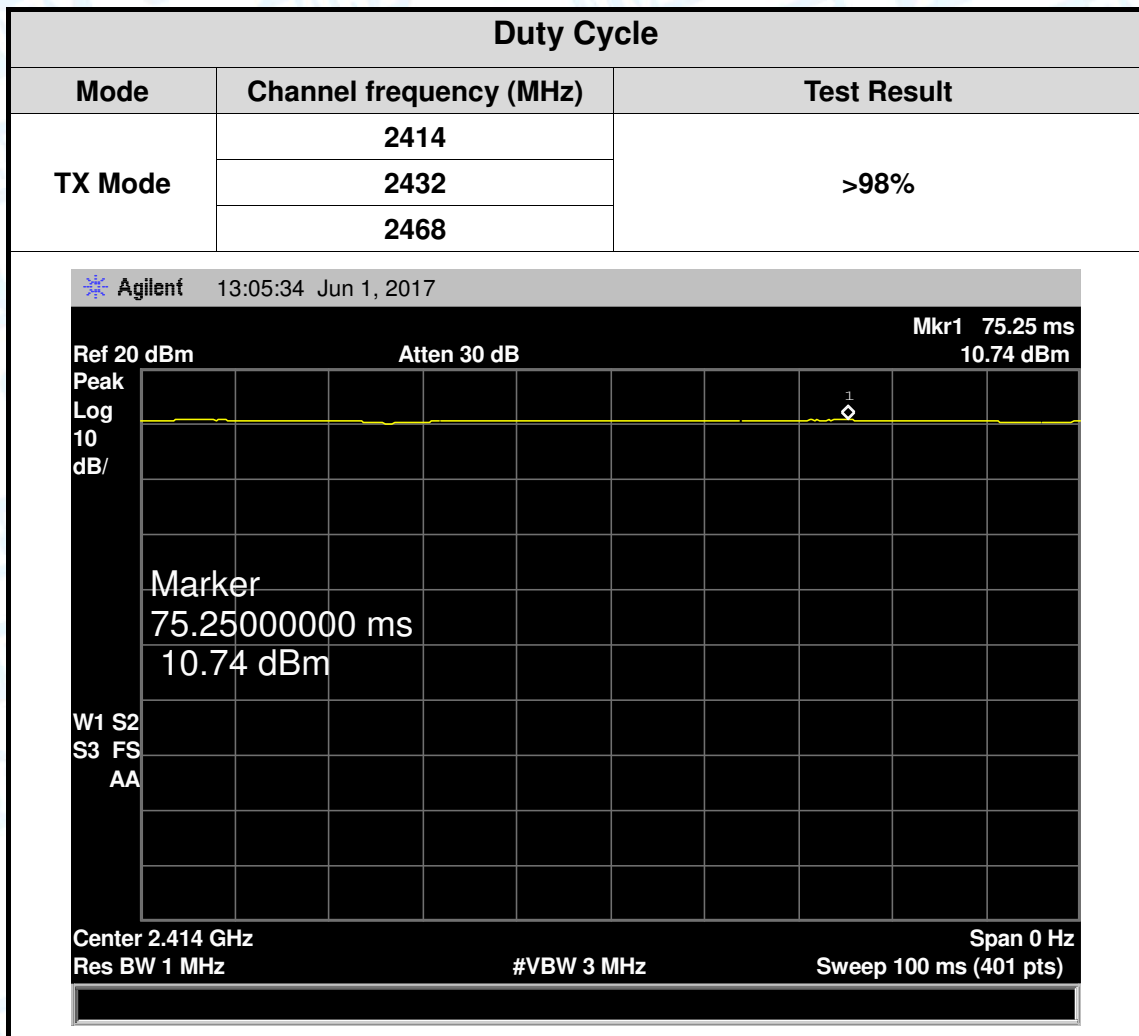 Duty Cycle
Mode Channel frequency (MHz) Test Result
2414
TX Mode 2432 >98%
2468
Agilent 13:05:34 Jun 1, 2017
Mkr1 75.25 ms
Ref 20 dBm Atten 30 dB 10.74 dBm
Peak
Log
10
dB/
1
Marker
75.25000000 ms
10.74 dBm
W1 S2
S3 FS
AA
Center 2.414 GHz Span 0 Hz
Res BW 1 MHz #VBW 3 MHz Sweep 100 ms (401 pts)